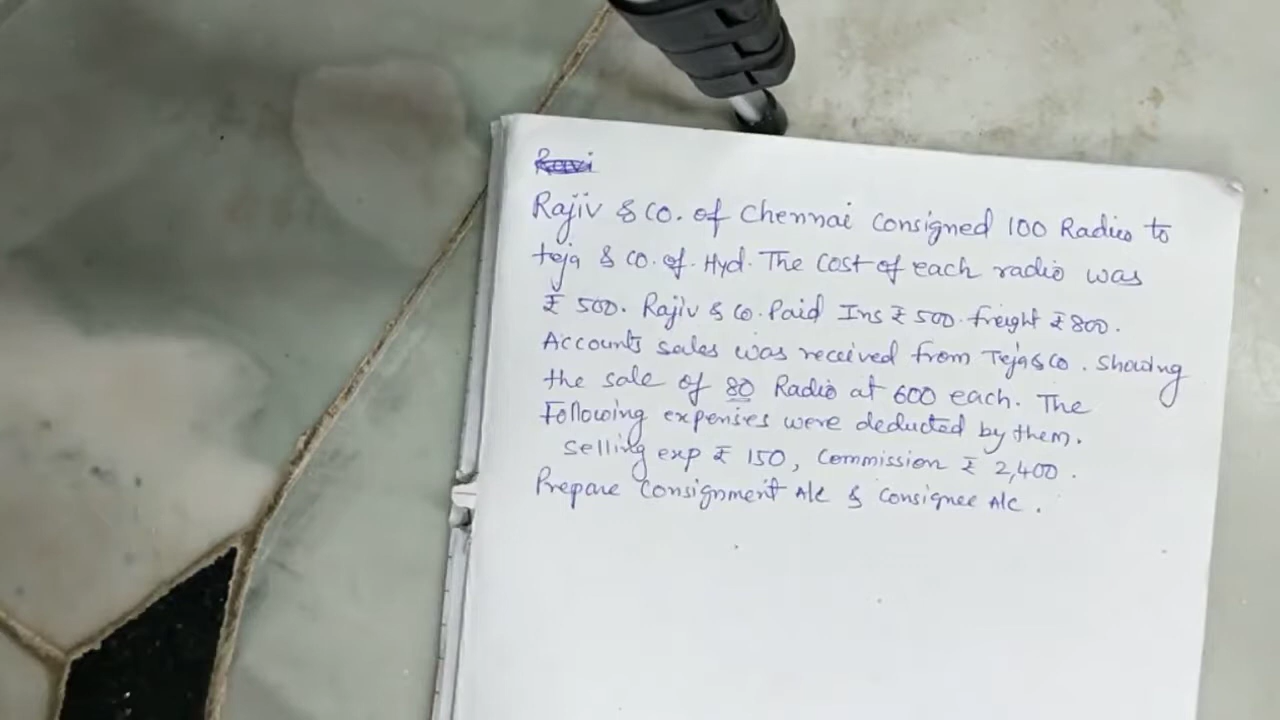 Ravi
Rajiv & CO. of Chennai Consigned 100 Radios to
teja & CO. of. Hyd. The Cost of each radio was
₹ 500. Rajiv & Co. Paid Ins ₹ 500. freight ₹ 800.
Accounts sales was received from Teja & CO. Showing
the sale of 80 Radio at 600 each. The
Following expenses were deducted by them.
Selling exp ₹ 150, Commission ₹ 2,400.
Prepare Consignment A/c & Consignee A/c.